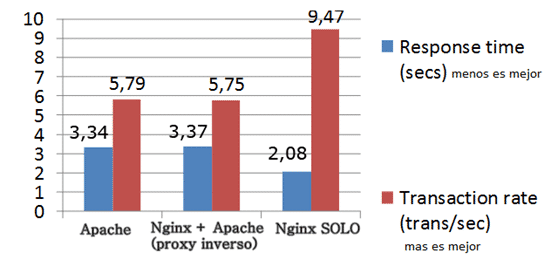 10
9
8
7
6
5
4
3
2
1
0
3,34
5,79
3,37
5,75
2,08
9,47
Apache
Nginx + Apache
(proxy inverso)
Nginx SOLO
Response time
(secs) menos es mejor
Transaction rate
(trans/sec)
mas es mejor